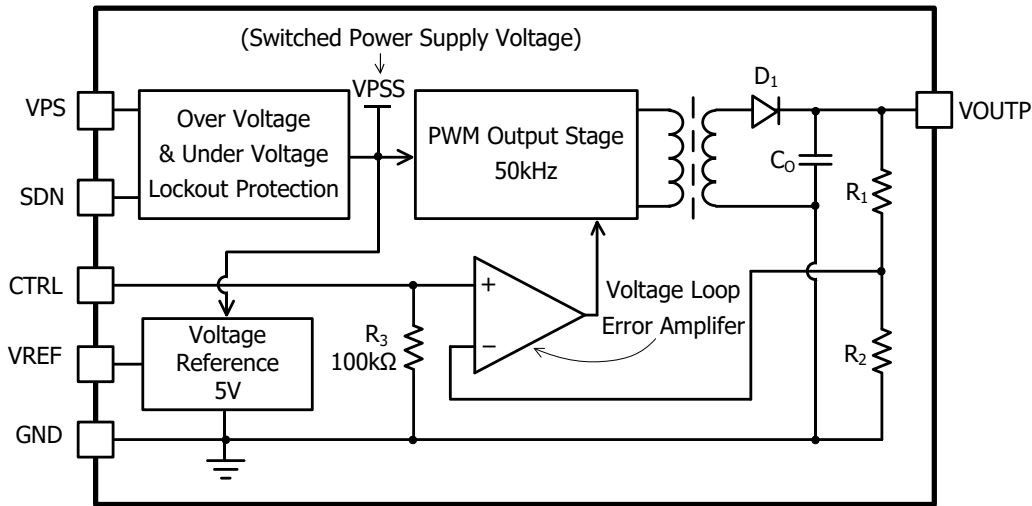 (Switched Power Supply Voltage)
VPSS
VPS
SDN
CTRL
VREF
GND
Over Voltage
& Under Voltage
Lockout Protection
PWM Output Stage
50kHz
D1
VOUTP
CO
R1
R2
Voltage Loop
Error Amplifer
+
−
R3
100kΩ
Voltage
Reference
5V